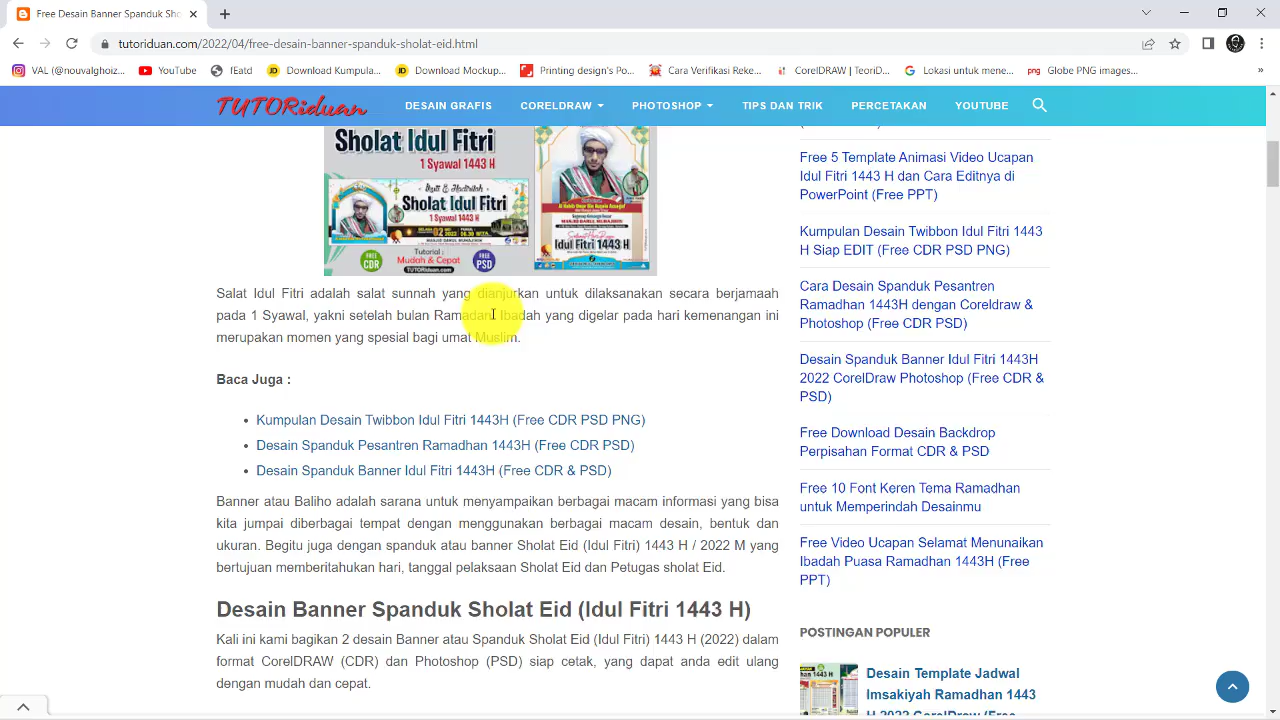 Free Desain Banner Spanduk Sh
tutoriduan.com/2022/04/free-desain-banner-spanduk-sholat-eid.html
VAL (@nouvalghoiz...
YouTube
fEatd
Download Kumpula...
Download Mockup...
Printing design's Po...
Cara Verifikasi Reke...
CorelDRAW | TeoriD...
Lokasi untuk mene...
png Globe PNG images...
»
TUTORiduan
DESAIN GRAFIS
CORELDRAW
PHOTOSHOP
TIPS DAN TRIK
PERCETAKAN
YOUTUBE
Sholat Idul Fitri
1 Syawal 1443 H
Sholat Idul Fitri
1 Syawal 1443 H
MASJID DARUL MUHAJIRIN
FREE
CDR
Tutorial :
Mudah & Cepat
TUTORiduan.com
FREE
PSD
Idul Fitri 1443 H
Salat Idul Fitri adalah salat sunnah yang dianjurkan untuk dilaksanakan secara berjamaah
pada 1 Syawal, yakni setelah bulan Ramadan. Ibadah yang digelar pada hari kemenangan ini
merupakan momen yang spesial bagi umat Muslim.
Baca Juga :
• Kumpulan Desain Twibbon Idul Fitri 1443H (Free CDR PSD PNG)
• Desain Spanduk Pesantren Ramadhan 1443H (Free CDR PSD)
• Desain Spanduk Banner Idul Fitri 1443H (Free CDR & PSD)
Banner atau Baliho adalah sarana untuk menyampaikan berbagai macam informasi yang bisa
kita jumpai diberbagai tempat dengan menggunakan berbagai macam desain, bentuk dan
ukuran. Begitu juga dengan spanduk atau banner Sholat Eid (Idul Fitri) 1443 H / 2022 M yang
bertujuan memberitahukan hari, tanggal pelaksaan Sholat Eid dan Petugas sholat Eid.
Desain Banner Spanduk Sholat Eid (Idul Fitri 1443 H)
Kali ini kami bagikan 2 desain Banner atau Spanduk Sholat Eid (Idul Fitri) 1443 H (2022) dalam
format CorelDRAW (CDR) dan Photoshop (PSD) siap cetak, yang dapat anda edit ulang
dengan mudah dan cepat.
Free 5 Template Animasi Video Ucapan
Idul Fitri 1443 H dan Cara Editnya di
PowerPoint (Free PPT)
Kumpulan Desain Twibbon Idul Fitri 1443
H Siap EDIT (Free CDR PSD PNG)
Cara Desain Spanduk Pesantren
Ramadhan 1443H dengan Coreldraw &
Photoshop (Free CDR & PSD)
Desain Spanduk Banner Idul Fitri 1443H
2022 CorelDraw Photoshop (Free CDR &
PSD)
Free Download Desain Backdrop
Perpisahan Format CDR & PSD
Free 10 Font Keren Tema Ramadhan
untuk Memperindah Desainmu
Free Video Ucapan Selamat Menunaikan
Ibadah Puasa Ramadhan 1443H (Free
PPT)
POSTINGAN POPULER
Desain Template Jadwal
Imsakiyah Ramadhan 1443
H 2022 CorelDraw (Free